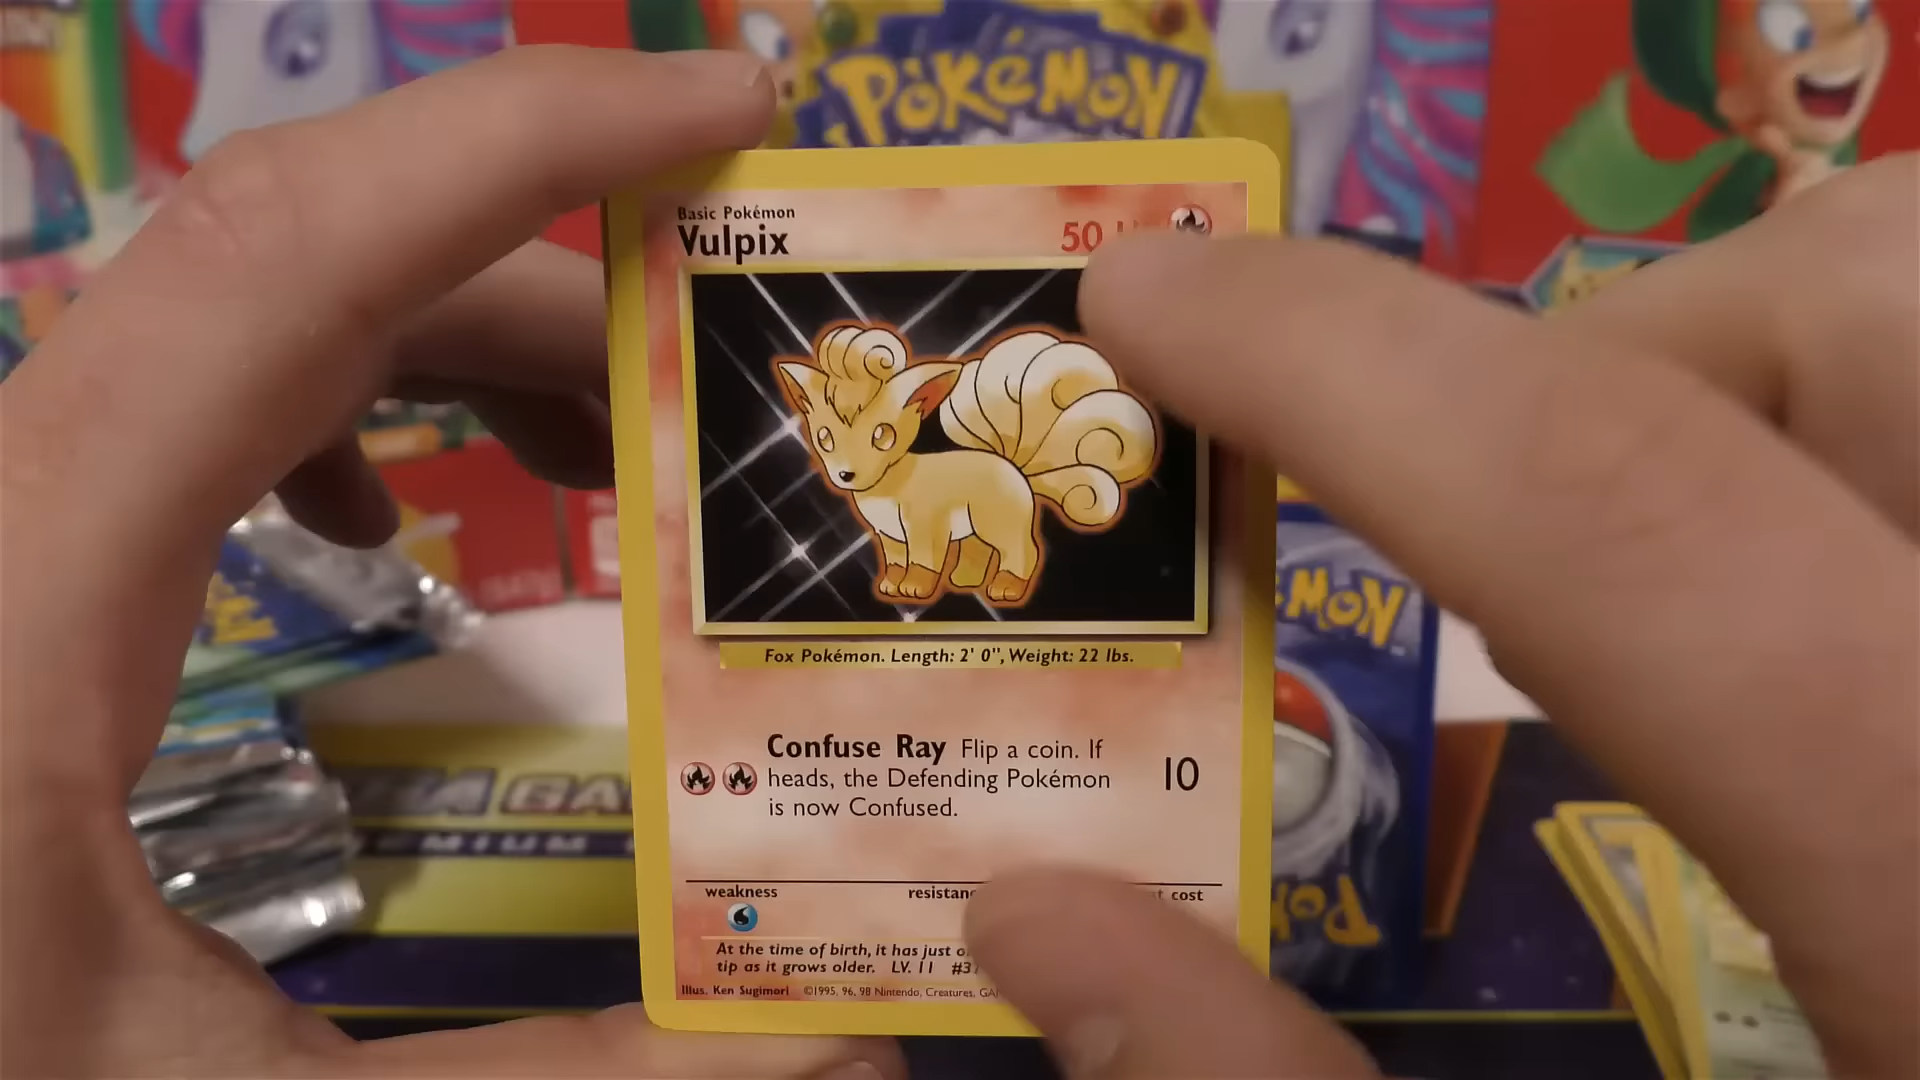 POKéMON
Basic Pokémon
Vulpix
50
Fox Pokémon. Length: 2' 0", Weight: 22 lbs.
Confuse Ray Flip a coin. If
heads, the Defending Pokémon
is now Confused.
10
weakness
cost
At the time of birth, it has just
tip as it grows older. LV. 11
Illus. Ken Sugimori ©1995, 96, 98 Nintendo, Creatures,